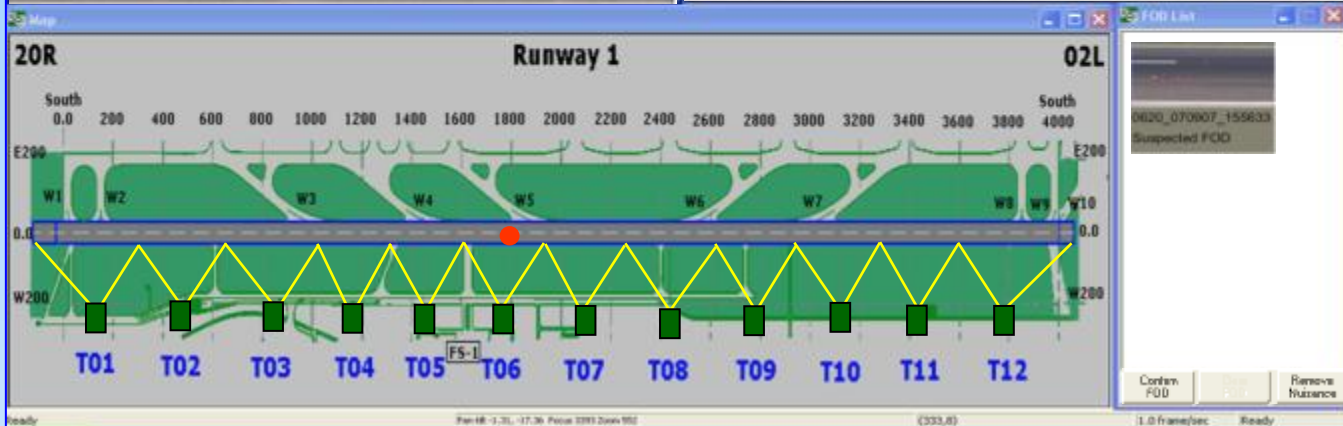 Map
FOD List
20R
Runway 1
02L
South
South
0.0 200 400 600 800 1000 1200 1400 1600 1800 2000 2200 2400 2600 2800 3000 3200 3400 3600 3800 4000
0620_070907_155633
Suspected FOD
E200
E200
W1 W2 W3 W4 W5 W6 W7 W8 W9 W10
0.0
0.0
W200
W200
FS-1
T01 T02 T03 T04 T05 T06 T07 T08 T09 T10 T11 T12
Confirm
FOD
Remove
Nuisance
Ready
(333,8)
1.0 frame/sec Ready